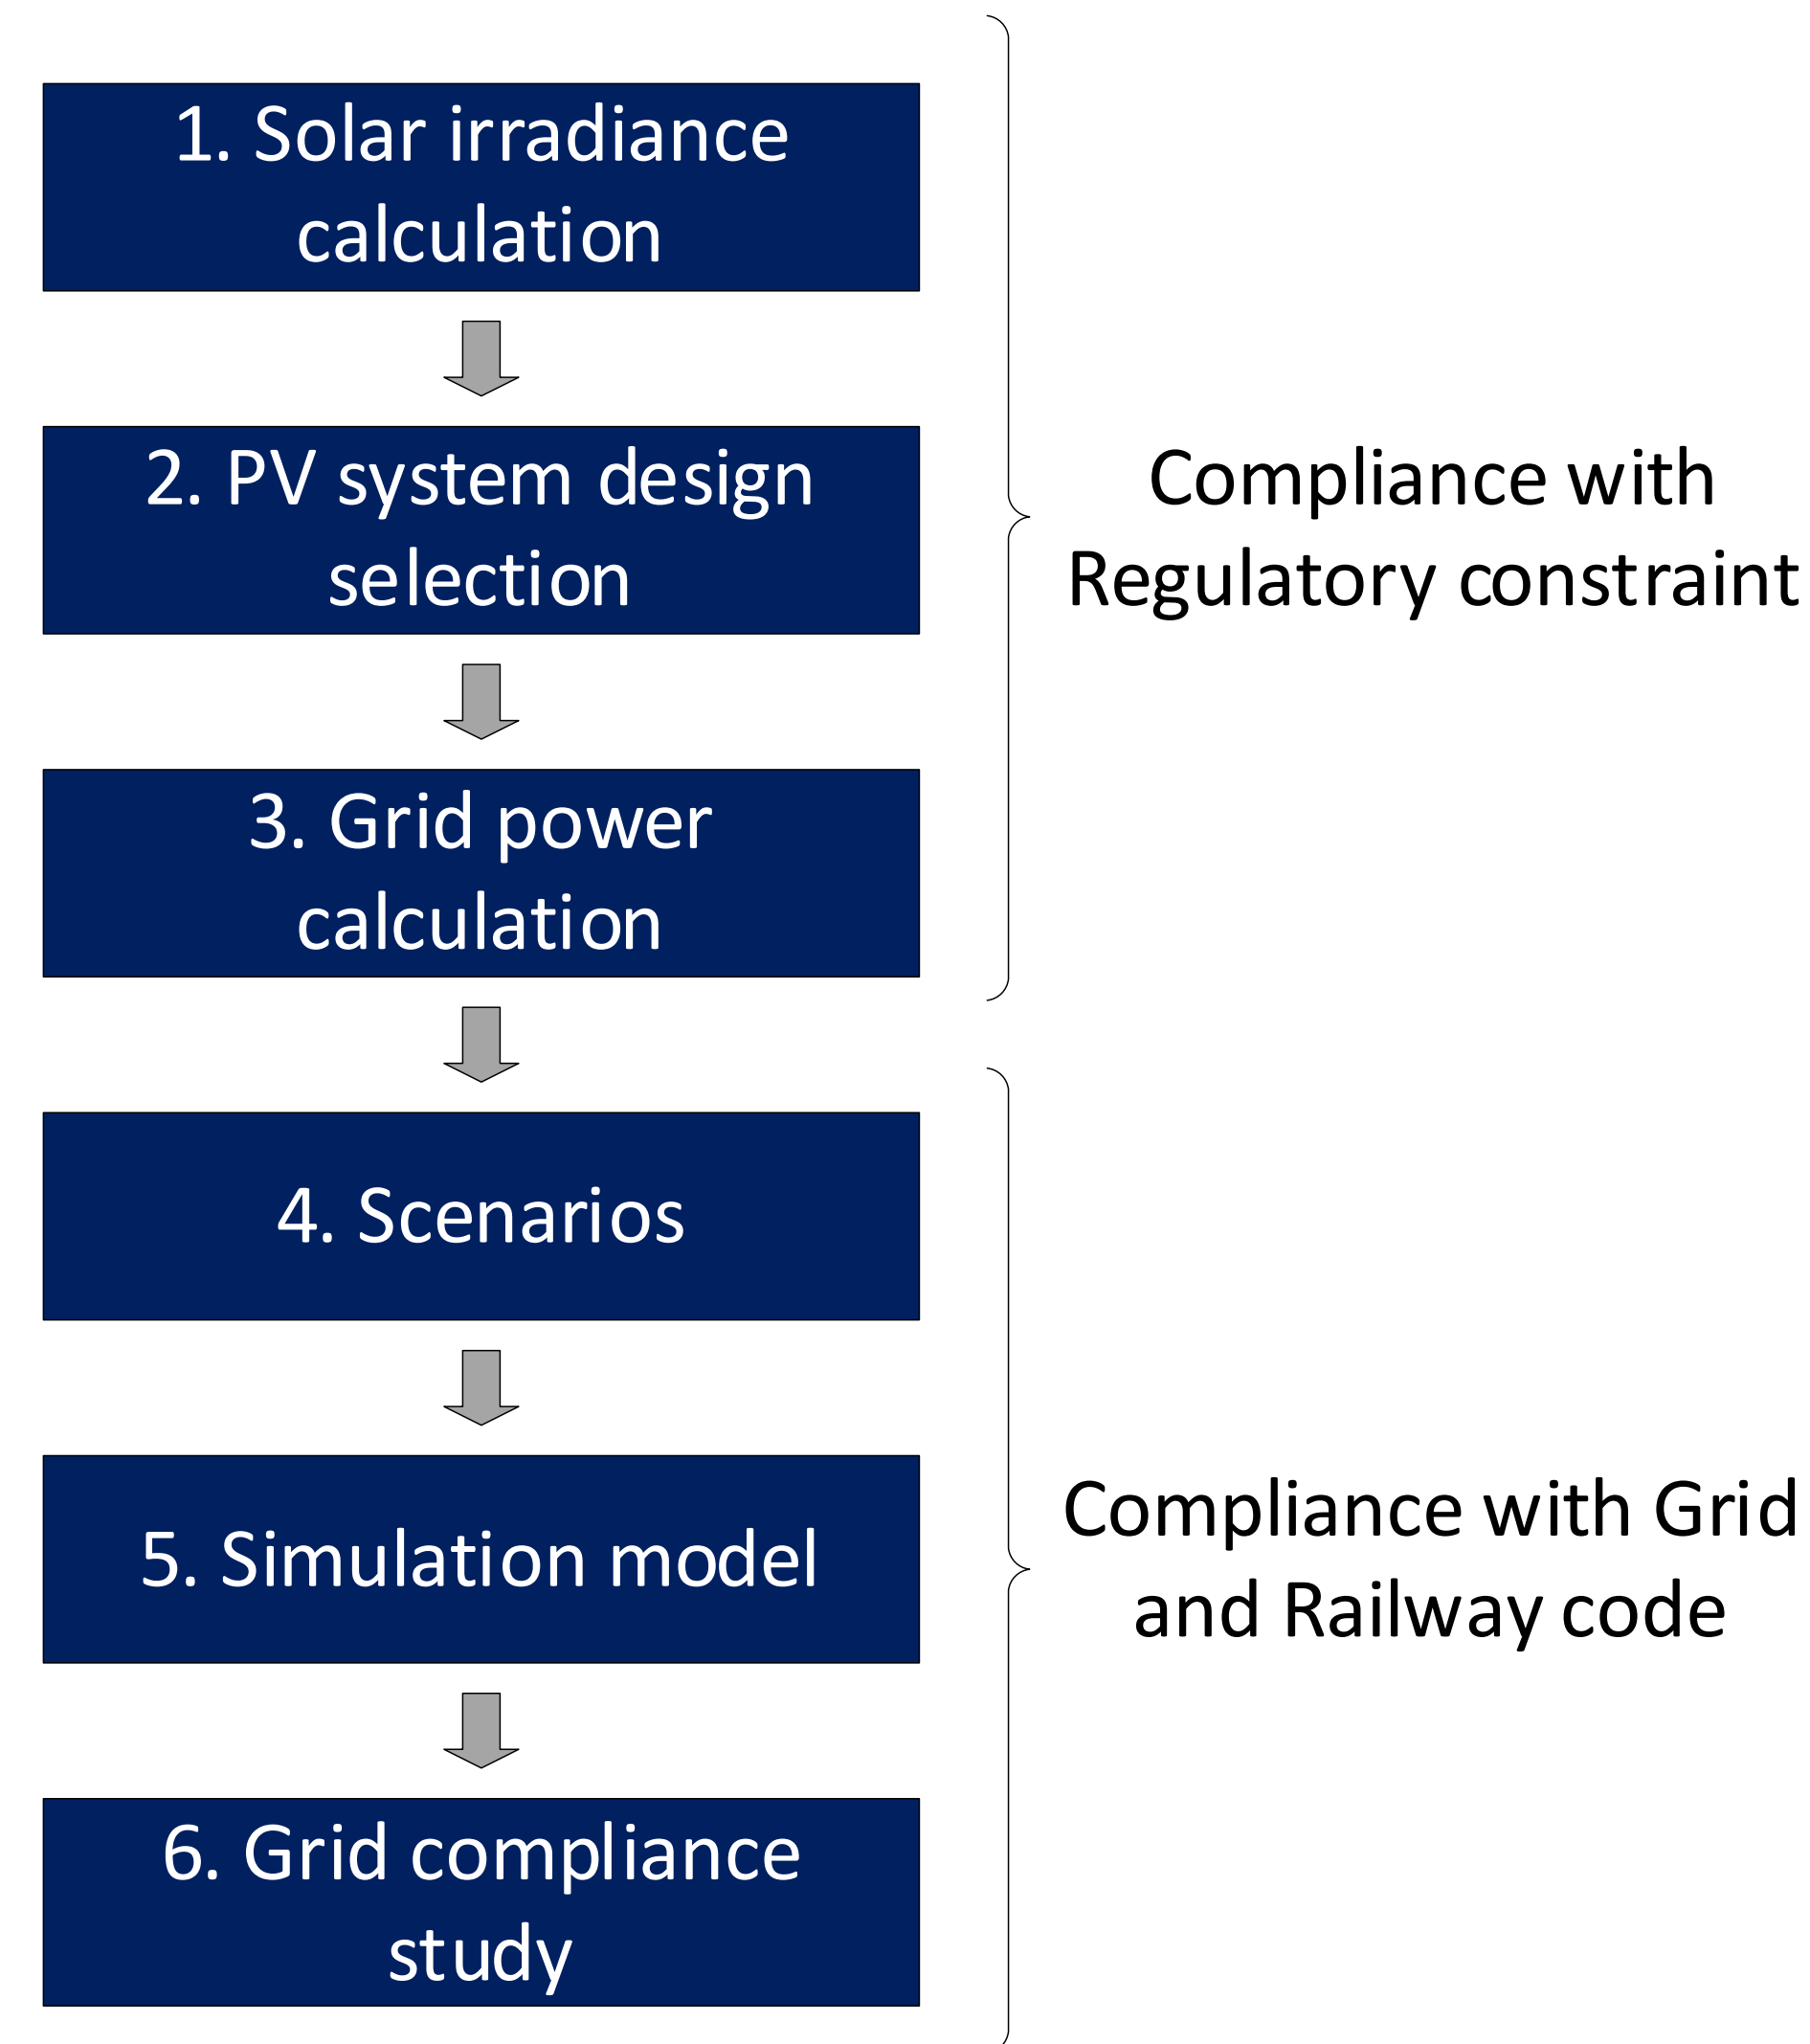 1. Solar irradiance
calculation
2. PV system design
selection
3. Grid power
calculation
Compliance with
Regulatory constraint
4. Scenarios
5. Simulation model
6. Grid compliance
study
Compliance with Grid
and Railway code